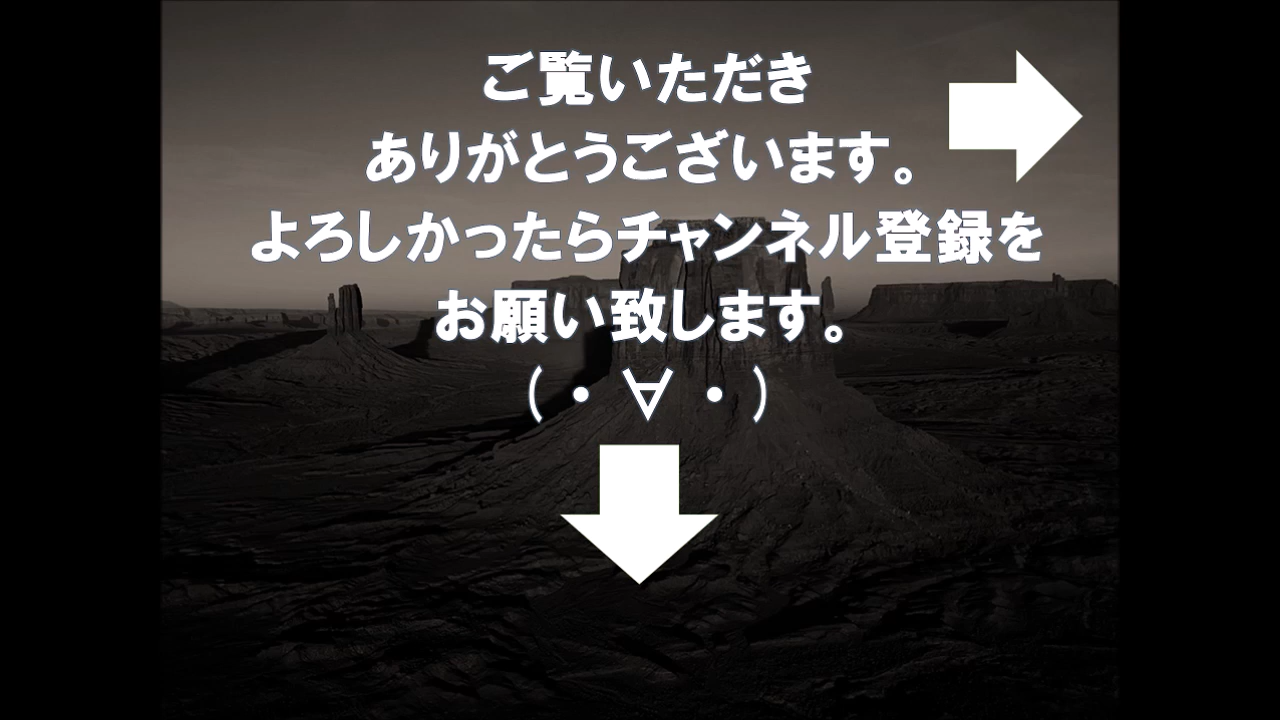 ご覧いただき
ありがとうございます。
よろしかったらチャンネル登録を
お願い致します。
(・∀・)